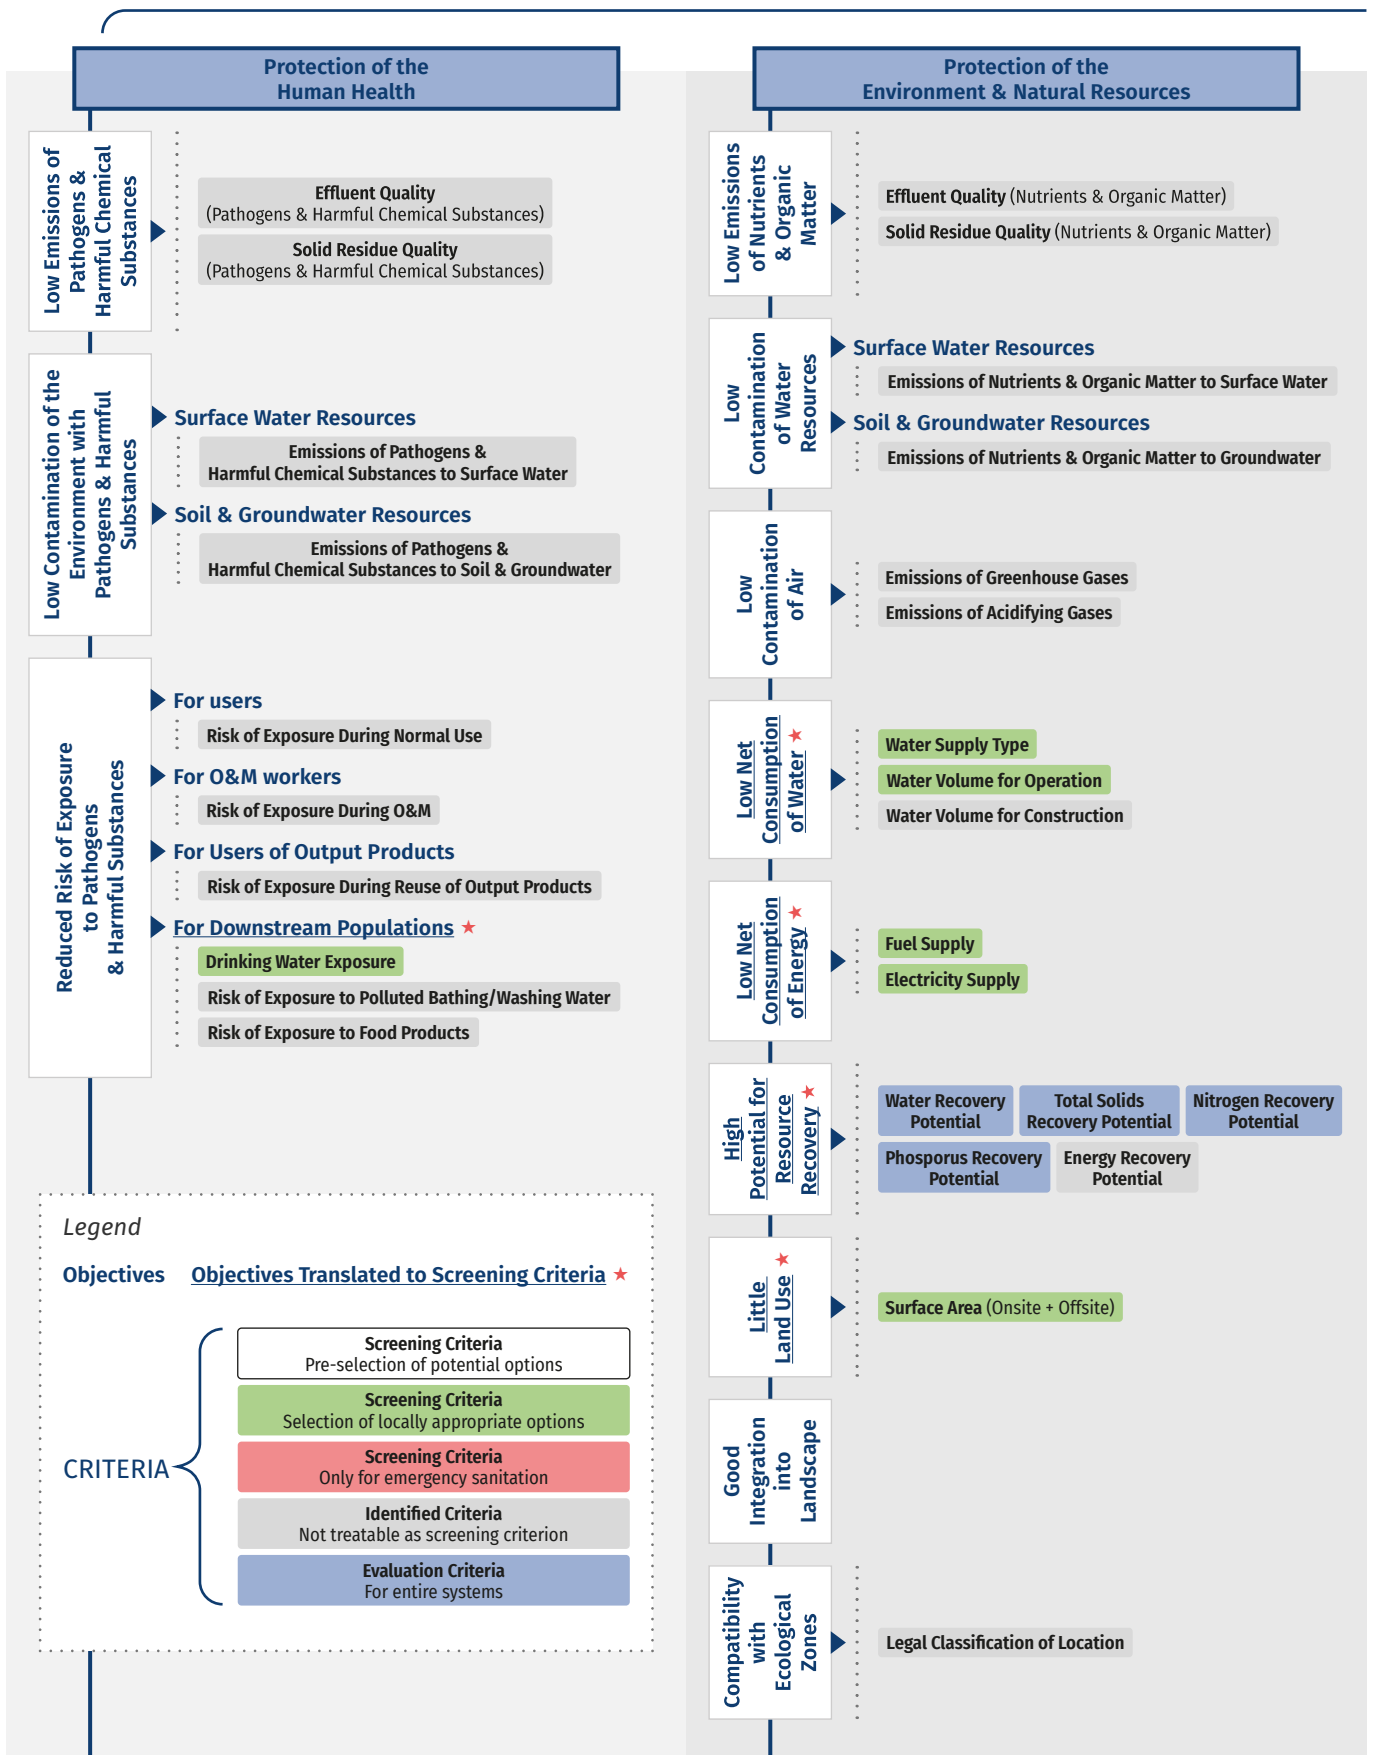 Protection of the
Human Health
Low Emissions of
Pathogens &
Harmful Chemical
Substances
Effluent Quality
(Pathogens & Harmful Chemical Substances)
Solid Residue Quality
(Pathogens & Harmful Chemical Substances)
Low Contamination of the
Environment with
Pathogens & Harmful
Substances
Surface Water Resources
Emissions of Pathogens &
Harmful Chemical Substances to Surface Water
Soil & Groundwater Resources
Emissions of Pathogens &
Harmful Chemical Substances to Soil & Groundwater
Reduced Risk of Exposure
to Pathogens
& Harmful Substances
For users
Risk of Exposure During Normal Use
For O&M workers
Risk of Exposure During O&M
For Users of Output Products
Risk of Exposure During Reuse of Output Products
For Downstream Populations ★
Drinking Water Exposure
Risk of Exposure to Polluted Bathing/Washing Water
Risk of Exposure to Food Products
Legend
Objectives Objectives Translated to Screening Criteria ★
CRITERIA
Screening Criteria
Pre-selection of potential options
Screening Criteria
Selection of locally appropriate options
Screening Criteria
Only for emergency sanitation
Identified Criteria
Not treatable as screening criterion
Evaluation Criteria
For entire systems
Protection of the
Environment & Natural Resources
Low Emissions
of Nutrients
& Organic
Matter
Effluent Quality (Nutrients & Organic Matter)
Solid Residue Quality (Nutrients & Organic Matter)
Low
Contamination
of Water
Resources
Surface Water Resources
Emissions of Nutrients & Organic Matter to Surface Water
Soil & Groundwater Resources
Emissions of Nutrients & Organic Matter to Groundwater
Low
Contamination
of Air
Emissions of Greenhouse Gases
Emissions of Acidifying Gases
Low Net
Consumption
of Water ★
Water Supply Type
Water Volume for Operation
Water Volume for Construction
Low Net
Consumption
of Energy ★
Fuel Supply
Electricity Supply
High
Potential for
Resource
Recovery ★
Water Recovery
Potential
Total Solids
Recovery Potential
Nitrogen Recovery
Potential
Phosporus Recovery
Potential
Energy Recovery
Potential
Little
Land Use ★
Surface Area (Onsite + Offsite)
Good
Integration
into
Landscape
Compatibility
with
Ecological
Zones
Legal Classification of Location